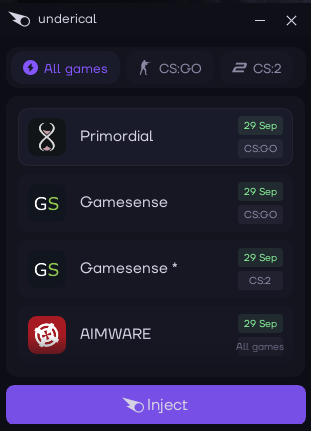 underical
All games
CS:GO
CS:2
Primordial
29 Sep
CS:GO
GS
Gamesense
29 Sep
CS:GO
GS
Gamesense *
29 Sep
CS:2
AIMWARE
29 Sep
All games
Inject